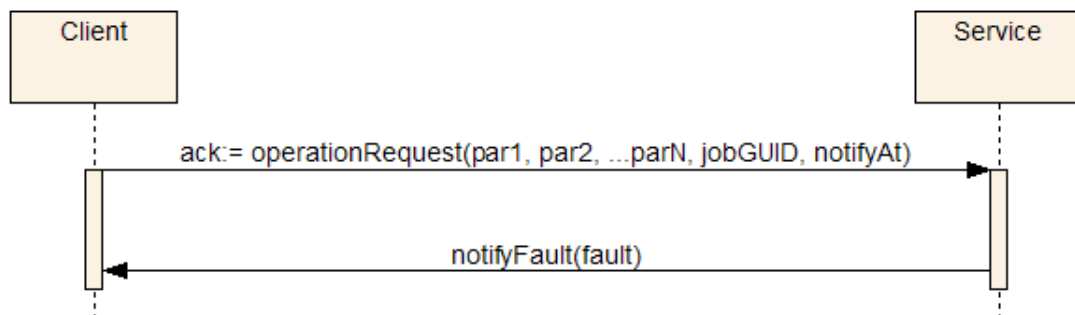 Client
Service
ack:= operationRequest(par1, par2, ...parN, jobGUID, notifyAt)
notifyFault(fault)